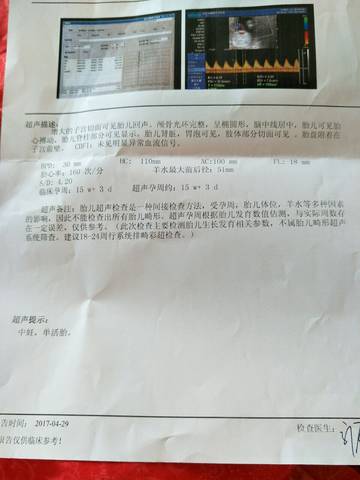 超声描述:
增大的子宫切面可见胎儿回声。颅骨光环完整,呈椭圆形,脑中线居中,胎儿可见胎
心搏动,胎儿脊柱部分可见显示。胎儿肾脏,胃泡可见,肢体部分切面可见。胎盘附着在
子宫前壁。 CDFI:未见明显异常血流信号。
BPD: 30 mm HC: 110mm AC:100 mm FL: 18 mm
胎心率:160 次/分 羊水最大前后径:51mm
S/D: 4.20
临床孕周:15 w+ 3 d 超声孕周约:15 w+ 3 d
超声备注:胎儿超声检查是一种间接检查方法,受孕周,胎儿体位,羊水等多种因素
的影响,因此不能检查出所有胎儿畸形。超声孕周根据胎儿发育数值估测,与实际周数存
在一定误差,仅供参考。(此次检查主要检测胎儿生长发育相关参数,不属胎儿畸形超声
系统筛查。建议18-24周行系统排畸彩超检查。)
超声提示:
中妊,单活胎。
告时间: 2017-04-29 检查医生:
报告仅供临床参考!